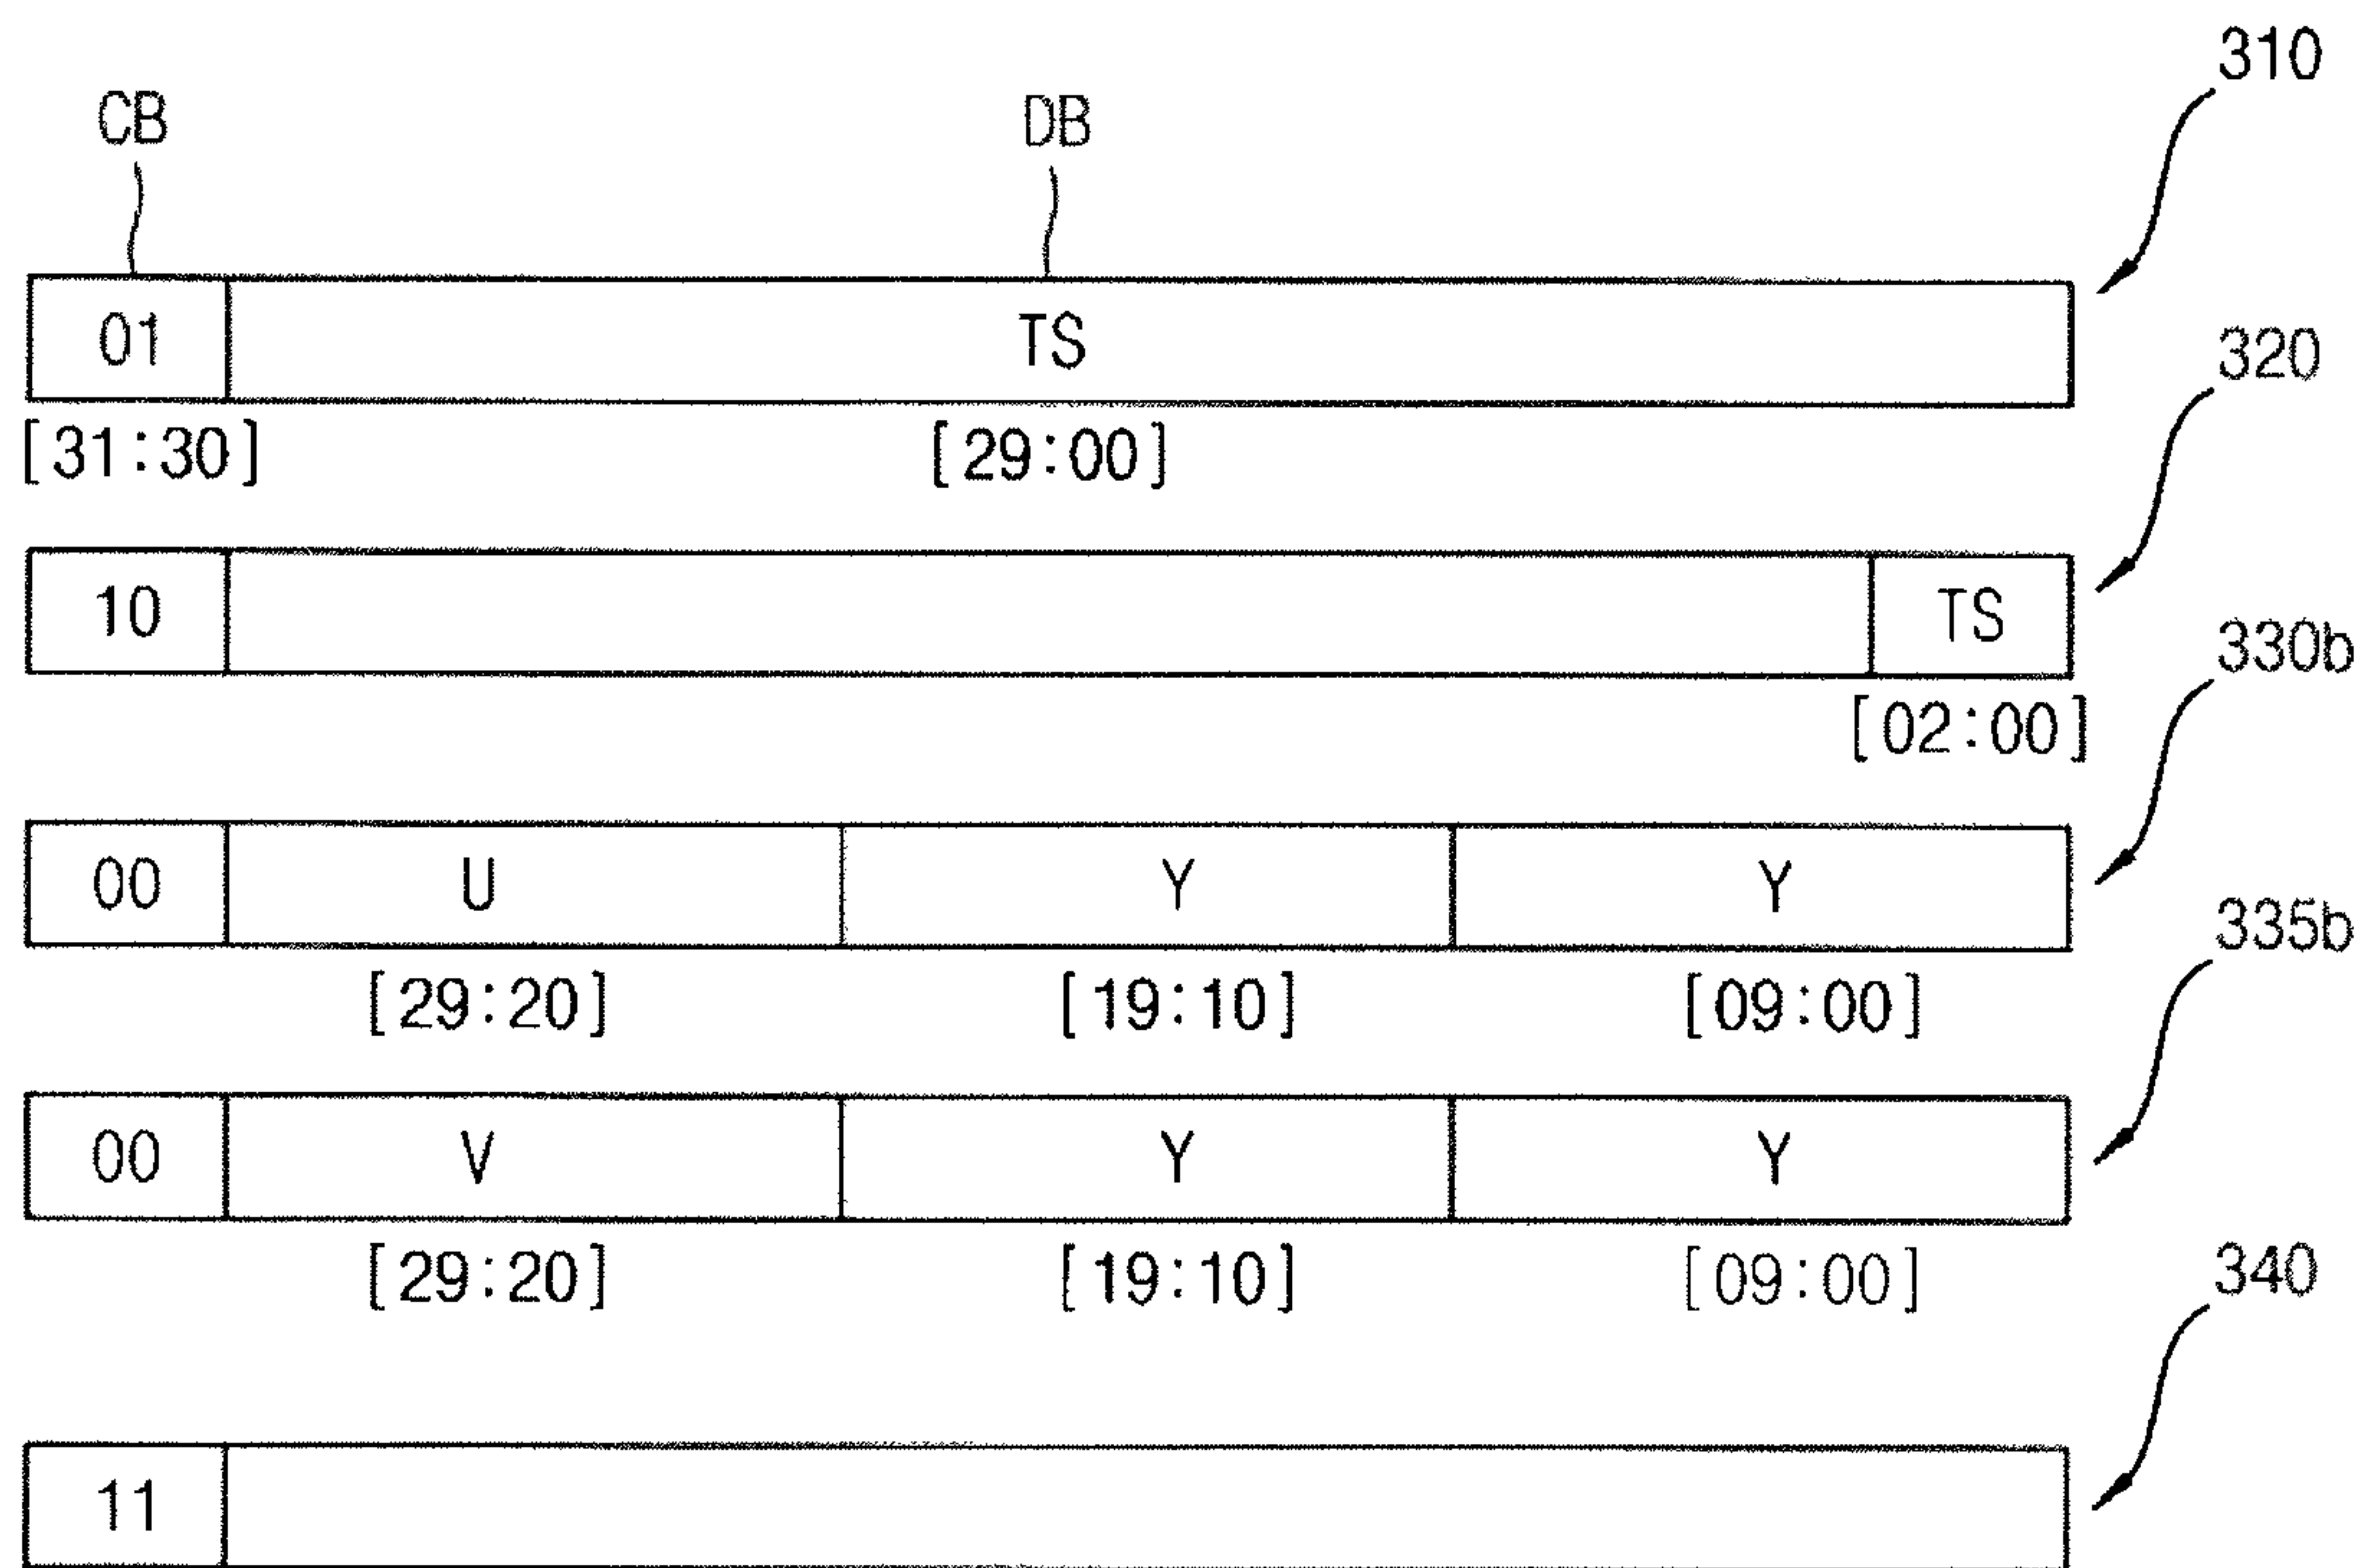 310
CB DB
01 TS
[31:30] [29:00]
320
10 TS
[02:00]
330b
00 U Y Y
[29:20] [19:10] [09:00]
335b
00 V Y Y
[29:20] [19:10] [09:00]
340
11